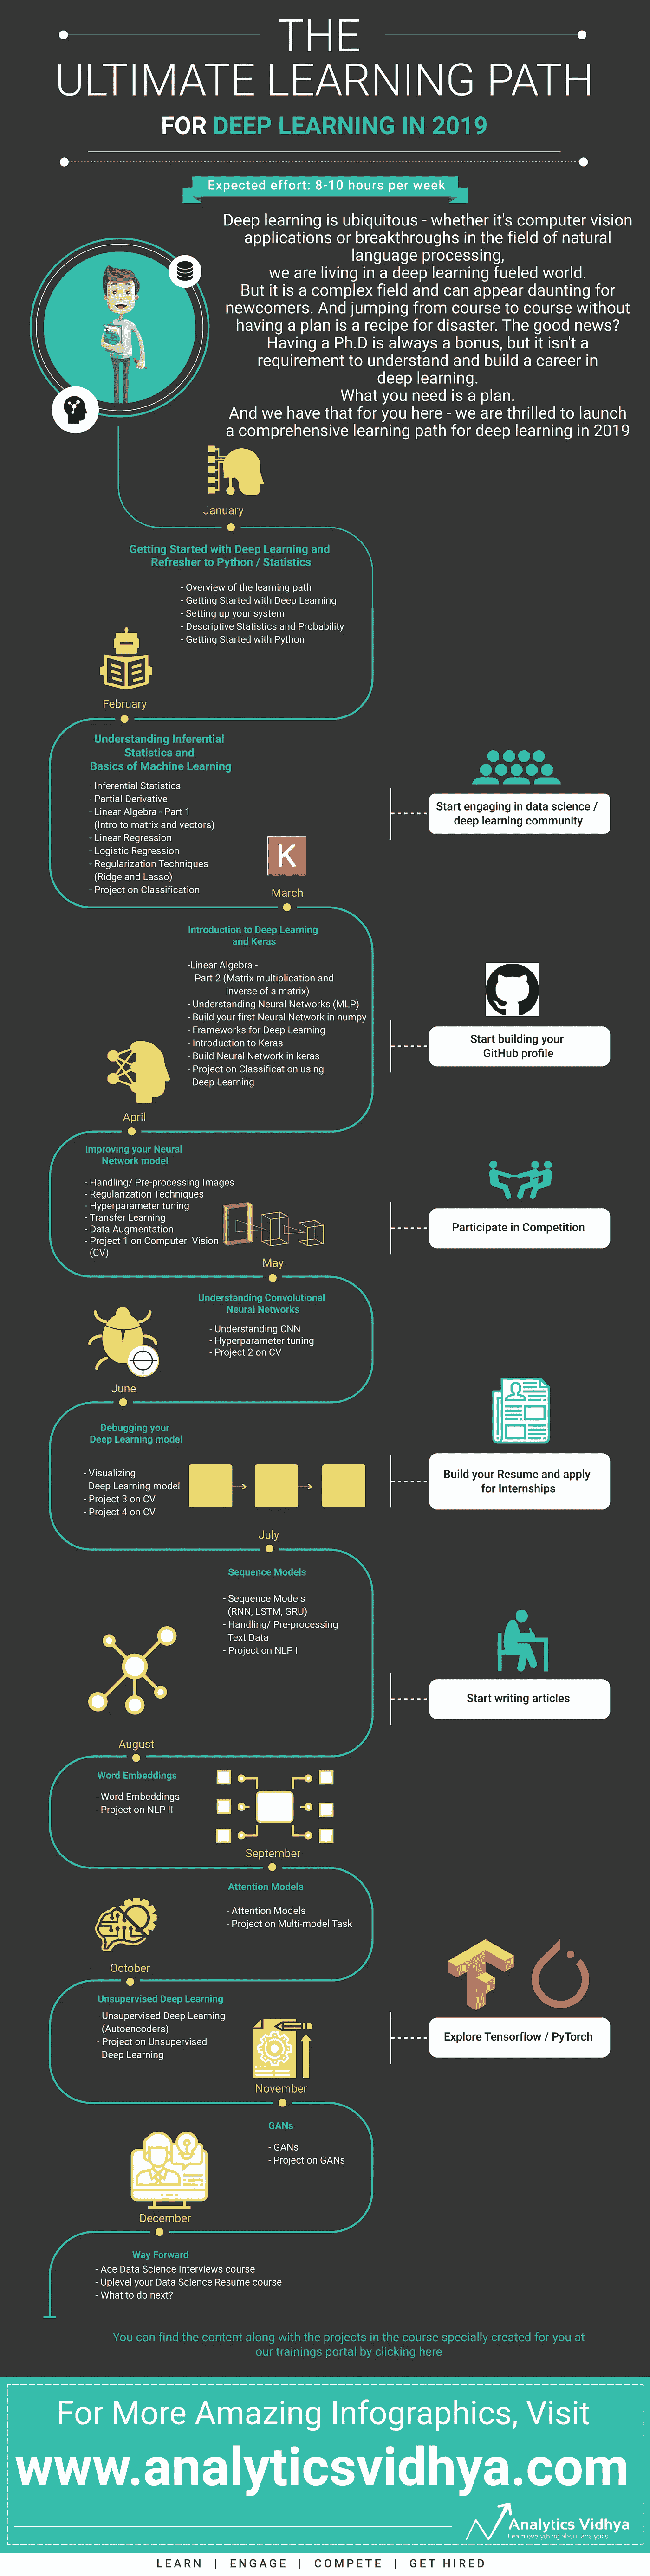 THE
ULTIMATE LEARNING PATH
FOR DEEP LEARNING IN 2019
Expected effort: 8-10 hours per week
Deep learning is ubiquitous - whether it's computer vision
applications or breakthroughs in the field of natural
language processing,
we are living in a deep learning fueled world.
But it is a complex field and can appear daunting for
newcomers. And jumping from course to course without
having a plan is a recipe for disaster. The good news?
Having a Ph.D is always a bonus, but it isn't a
requirement to understand and build a career in
deep learning.
What you need is a plan.
And we have that for you here - we are thrilled to launch
a comprehensive learning path for deep learning in 2019
January
Getting Started with Deep Learning and
Refresher to Python / Statistics
- Overview of the learning path
- Getting Started with Deep Learning
- Setting up your system
- Descriptive Statistics and Probability
- Getting Started with Python
February
Understanding Inferential
Statistics and
Basics of Machine Learning
- Inferential Statistics
- Partial Derivative
- Linear Algebra - Part 1
(Intro to matrix and vectors)
- Linear Regression
- Logistic Regression
- Regularization Techniques
(Ridge and Lasso)
- Project on Classification
Start engaging in data science /
deep learning community
K
March
Introduction to Deep Learning
and Keras
-Linear Algebra -
Part 2 (Matrix multiplication and
inverse of a matrix)
- Understanding Neural Networks (MLP)
- Build your first Neural Network in numpy
- Frameworks for Deep Learning
- Introduction to Keras
- Build Neural Network in keras
- Project on Classification using
Deep Learning
Start building your
GitHub profile
April
Improving your Neural
Network model
- Handling/ Pre-processing Images
- Regularization Techniques
- Hyperparameter tuning
- Transfer Learning
- Data Augmentation
- Project 1 on Computer Vision
(CV)
Participate in Competition
May
Understanding Convolutional
Neural Networks
- Understanding CNN
- Hyperparameter tuning
- Project 2 on CV
June
Debugging your
Deep Learning model
- Visualizing
Deep Learning model
- Project 3 on CV
- Project 4 on CV
Build your Resume and apply
for Internships
July
Sequence Models
- Sequence Models
(RNN, LSTM, GRU)
- Handling/ Pre-processing
Text Data
- Project on NLP I
Start writing articles
August
Word Embeddings
- Word Embeddings
- Project on NLP II
September
Attention Models
- Attention Models
- Project on Multi-model Task
October
Unsupervised Deep Learning
- Unsupervised Deep Learning
(Autoencoders)
- Project on Unsupervised
Deep Learning
Explore Tensorflow / PyTorch
November
GANs
- GANs
- Project on GANs
December
Way Forward
- Ace Data Science Interviews course
- Uplevel your Data Science Resume course
- What to do next?
You can find the content along with the projects in the course specially created for you at
our trainings portal by clicking here
For More Amazing Infographics, Visit
www.analyticsvidhya.com
Analytics Vidhya
Learn everything about analytics
LEARN | ENGAGE | COMPETE | GET HIRED